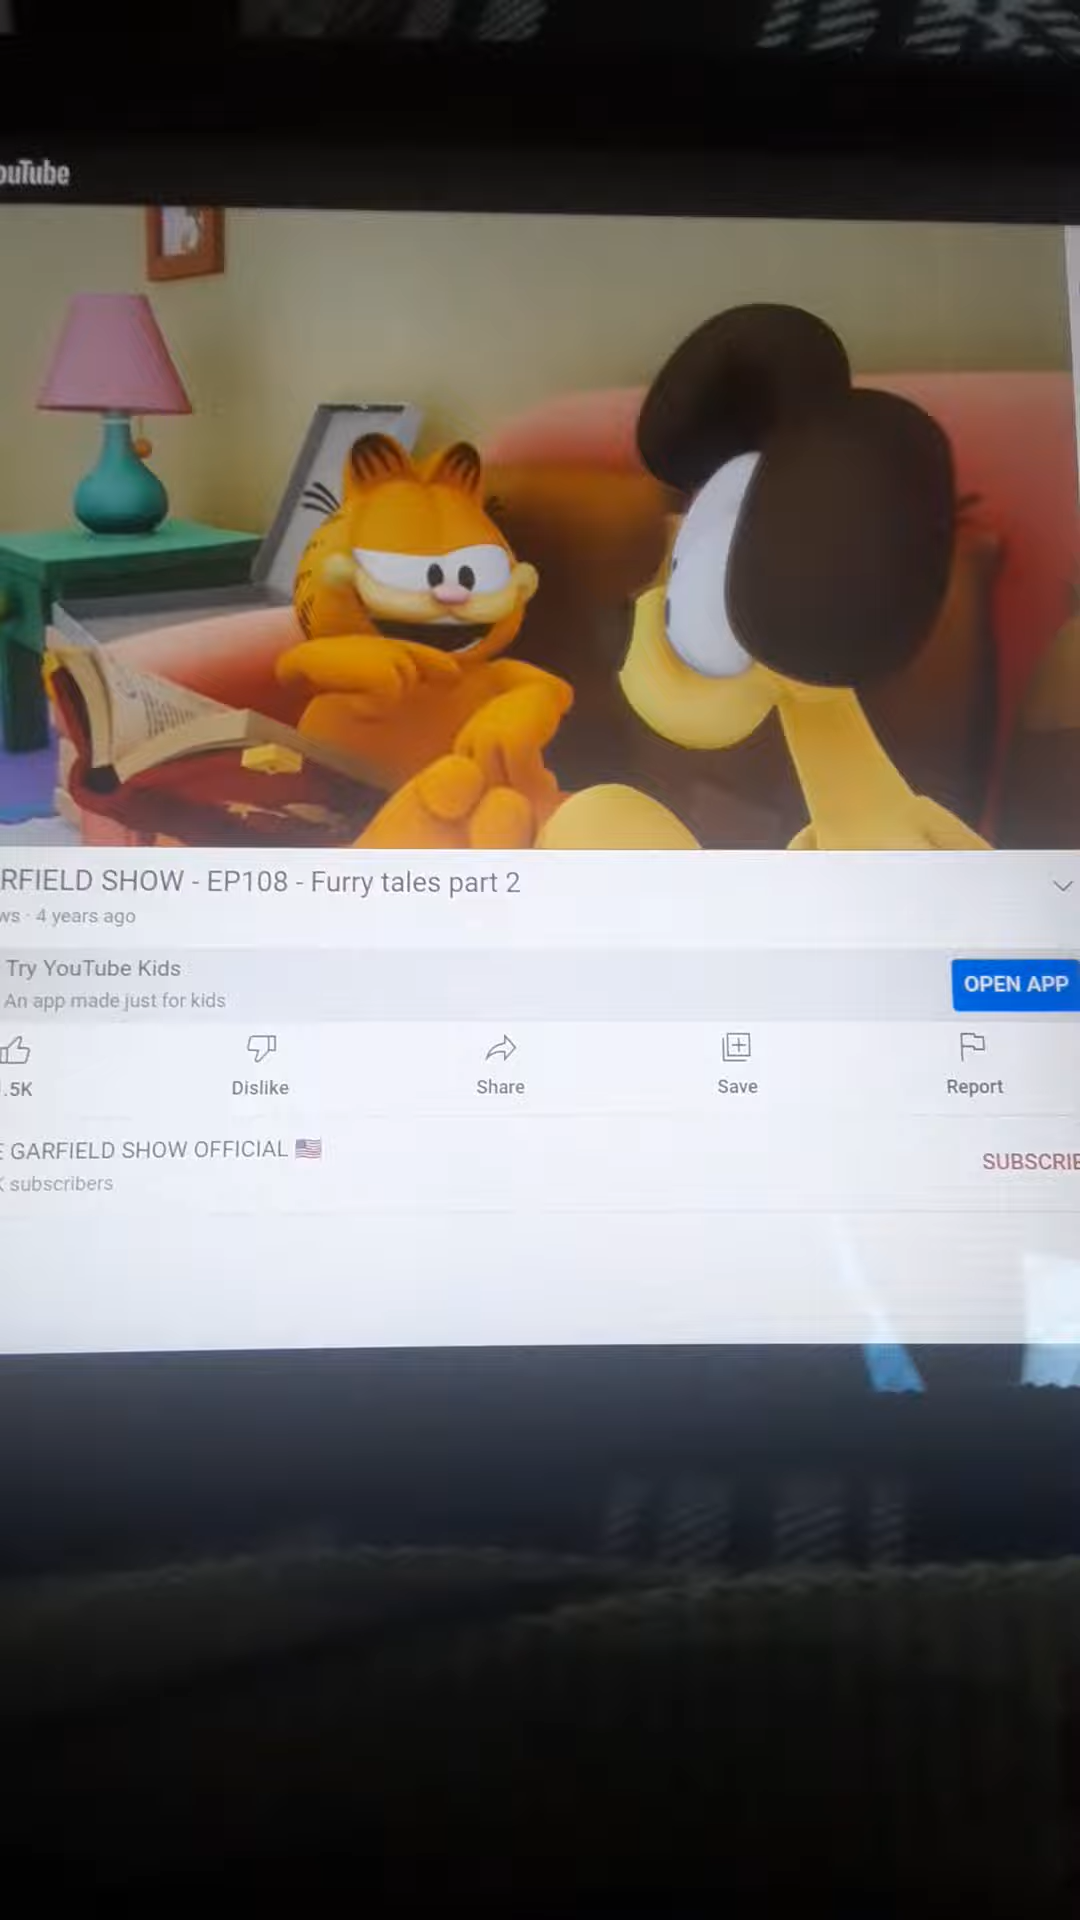 ouTube
RFIELD SHOW - EP108 - Furry tales part 2
ws · 4 years ago
Try YouTube Kids
An app made just for kids
OPEN APP
.5K
Dislike
Share
Save
Report
E GARFIELD SHOW OFFICIAL 🇺🇸
K subscribers
SUBSCRIB